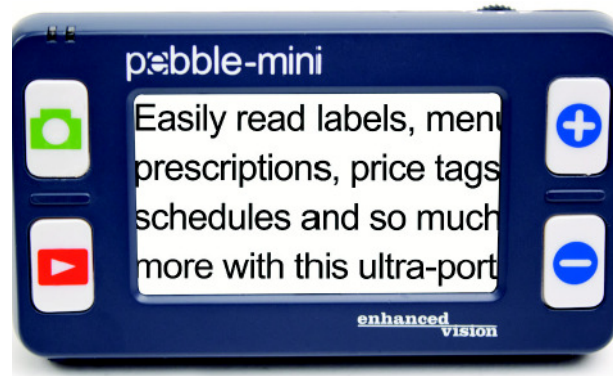 pebble-mini
Easily read labels, menu
prescriptions, price tags
schedules and so much
more with this ultra-port
enhanced
vision